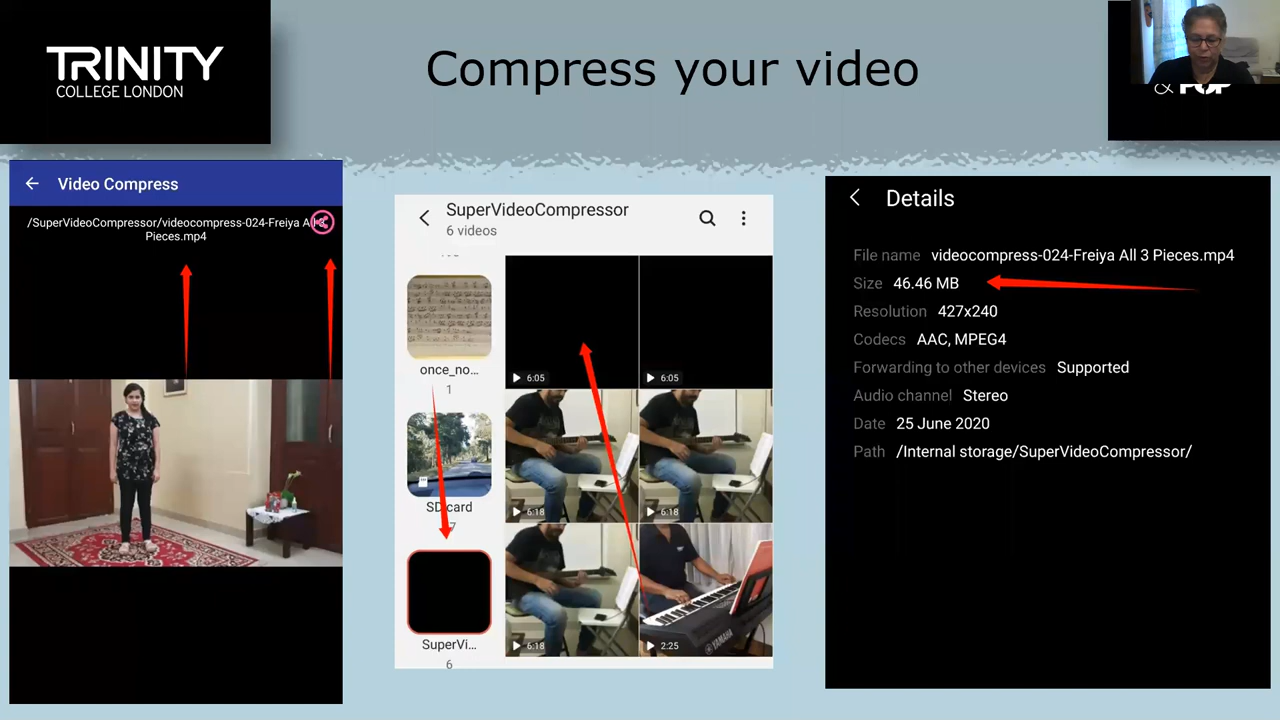 TRINITY
COLLEGE LONDON
Compress your video
& POP
Video Compress
/SuperVideoCompressor/videocompress-024-Freiya All 3
Pieces.mp4
SuperVideoCompressor
6 videos
once_no...
1
SD card
7
SuperVi...
6
6:05
6:05
6:18
6:18
6:18
2:25
YAMAHA
Details
File name videocompress-024-Freiya All 3 Pieces.mp4
Size 46.46 MB
Resolution 427x240
Codecs AAC, MPEG4
Forwarding to other devices Supported
Audio channel Stereo
Date 25 June 2020
Path /Internal storage/SuperVideoCompressor/